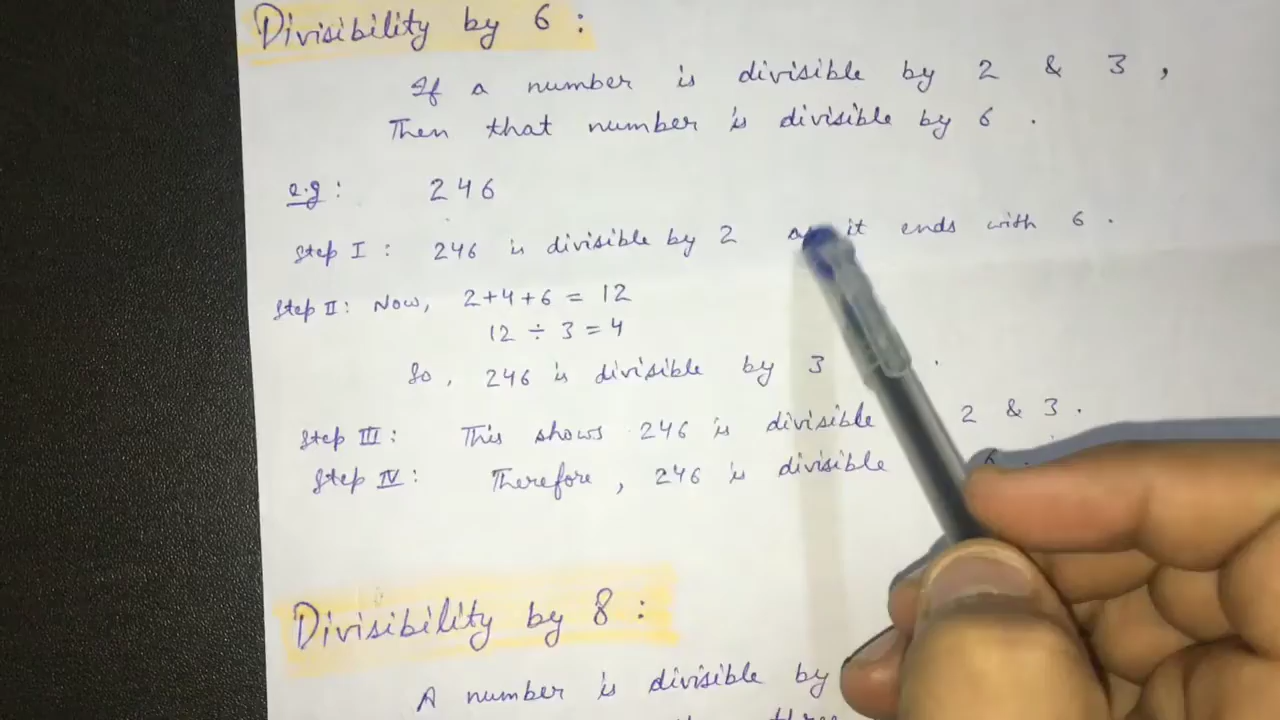 Divisibility by 6 :
If a number is divisible by 2 & 3 ,
Then that number is divisible by 6 .
e.g : 246
Step I : 246 is divisible by 2 as it ends with 6 .
Step II : Now, 2+4+6 = 12
12 ÷ 3 = 4
So, 246 is divisible by 3 .
Step III : This shows 246 is divisible 2 & 3 .
Step IV : Therefore, 246 is divisible 6 .
Divisibility by 8 :
A number is divisible by
three